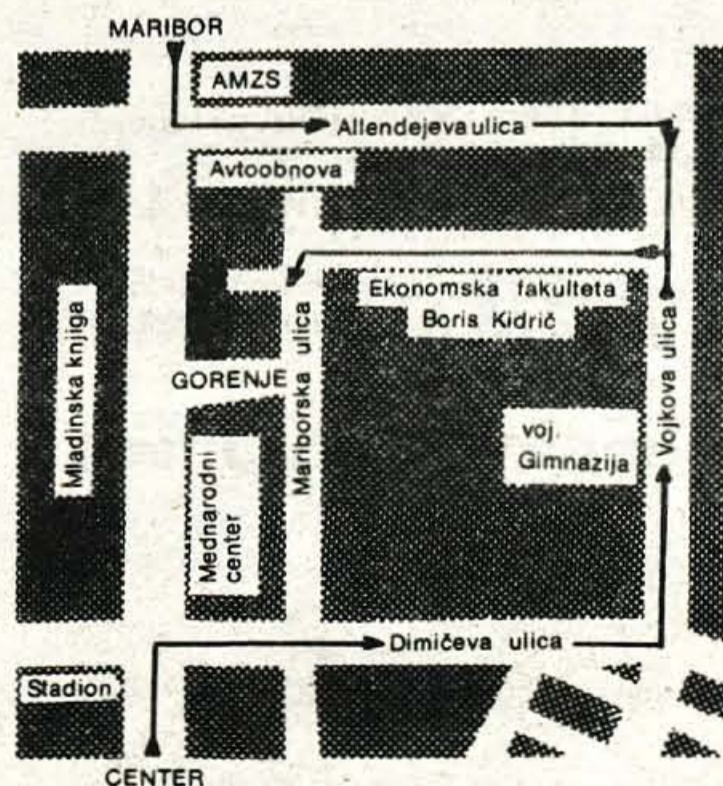 MARIBOR
AMZS
Allendejeva ulica
Avtoobnova
Ekonomska fakulteta
Boris Kidrič
Mladinska knjiga
GORENJE
Mariborska ulica
Vojkova ulica
voj.
Gimnazija
Mednarodni
center
Dimičeva ulica
Stadion
CENTER